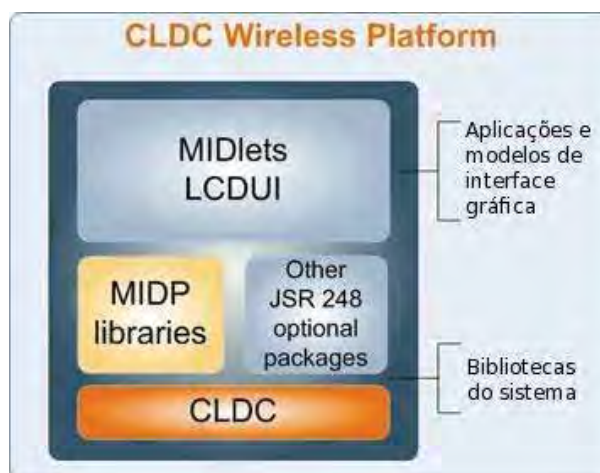 CLDC Wireless Platform
MIDlets
LCDUI
Aplicações e
modelos de
interface
gráfica
MIDP
libraries
Other
JSR 248
optional
packages
Bibliotecas
do sistema
CLDC